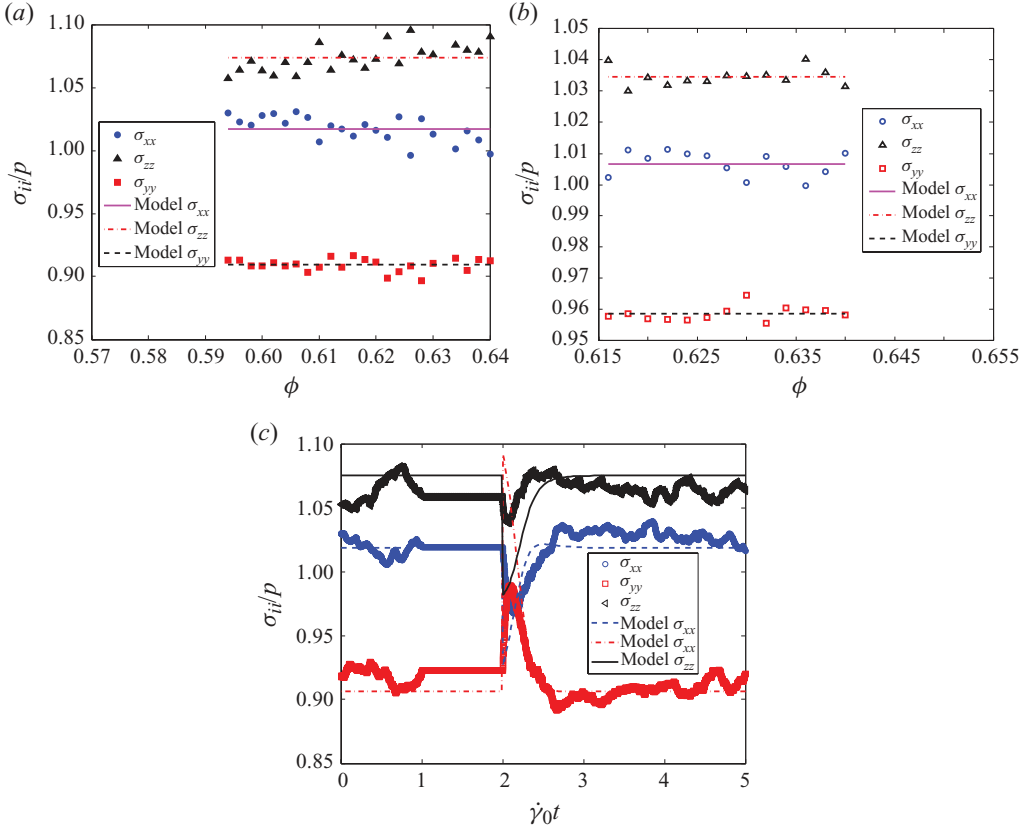 (a)
1.10
1.05
1.00
0.95
0.90
0.85
σii/p
σxx
σzz
σyy
Model σxx
Model σzz
Model σyy
0.57 0.58 0.59 0.60 0.61 0.62 0.63 0.64
ϕ
(b)
1.05
1.04
1.03
1.02
1.01
1.00
0.99
0.98
0.97
0.96
0.95
σii/p
σxx
σzz
σyy
Model σxx
Model σzz
Model σyy
0.615 0.625 0.635 0.645 0.655
ϕ
(c)
1.10
1.05
1.00
0.95
0.90
0.85
σii/p
σxx
σyy
σzz
Model σxx
Model σxx
Model σzz
0 1 2 3 4 5
γ̇0t